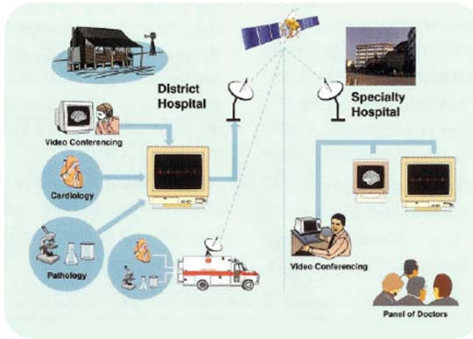 District
Hospital
Specialty
Hospital
Video Conferencing
Cardiology
Pathology
Video Conferencing
Panel of Doctors